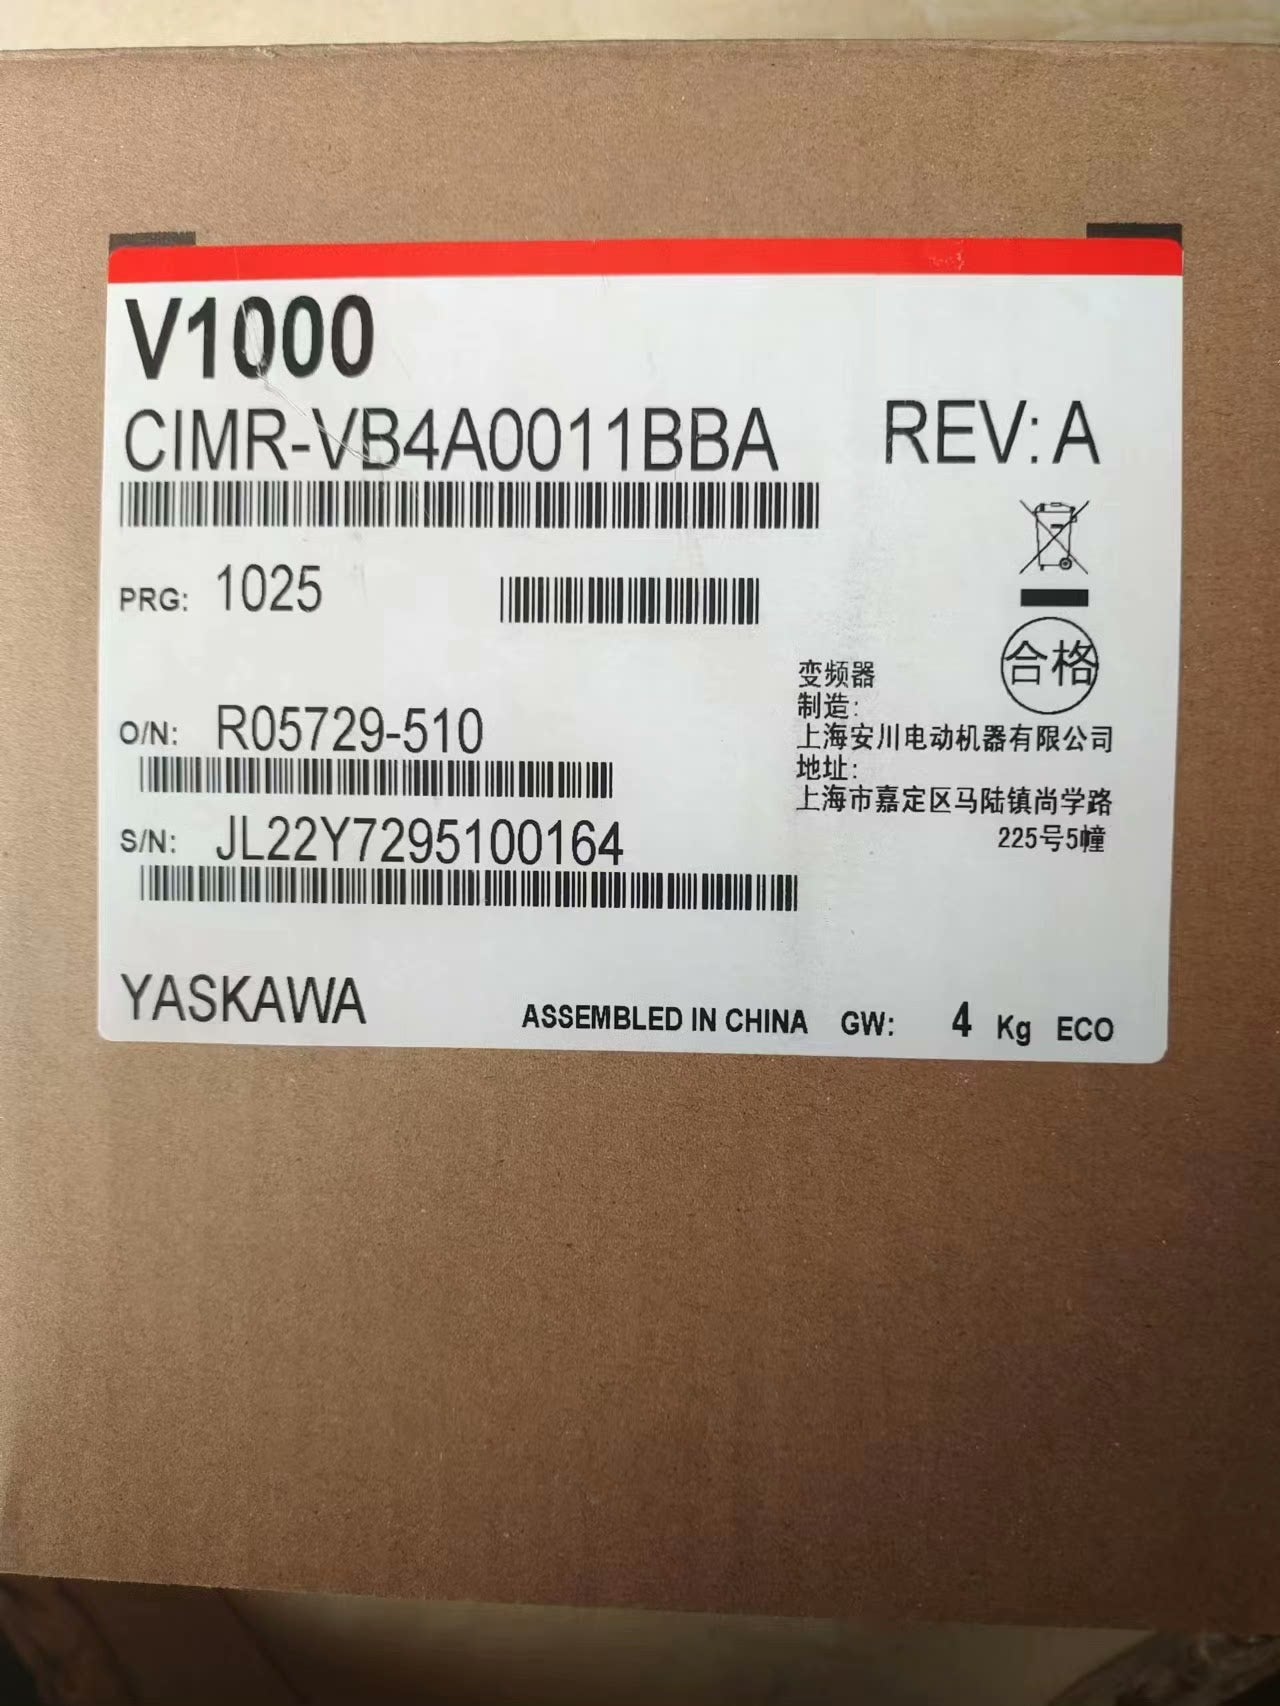 V1000
CIMR-VB4A0011BBA REV: A
PRG: 1025
合格
变频器
制造:
上海安川电动机器有限公司
地址:
上海市嘉定区马陆镇尚学路
225号5幢
O/N: R05729-510
S/N: JL22Y7295100164
YASKAWA ASSEMBLED IN CHINA GW: 4 Kg ECO